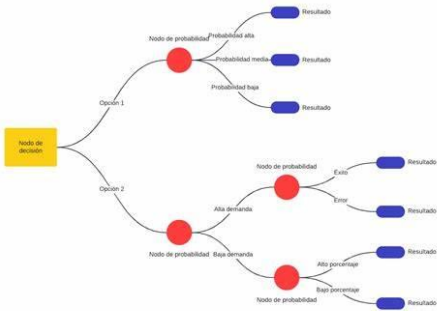 Nodo de
decisión
Opción 1
Nodo de probabilidad
Probabilidad alta
Resultado
Probabilidad media
Resultado
Probabilidad baja
Resultado
Opción 2
Nodo de probabilidad
Alta demanda
Nodo de probabilidad
Éxito
Resultado
Error
Resultado
Baja demanda
Nodo de probabilidad
Alto porcentaje
Resultado
Bajo porcentaje
Resultado